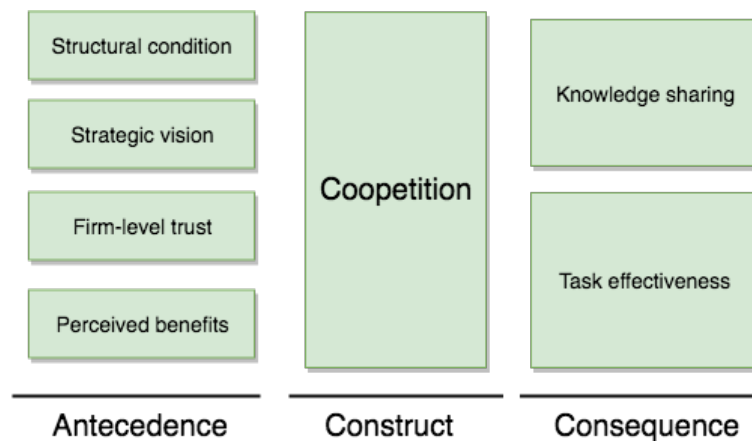 Structural condition
Strategic vision
Firm-level trust
Perceived benefits
Antecedence
Coopetition
Construct
Knowledge sharing
Task effectiveness
Consequence